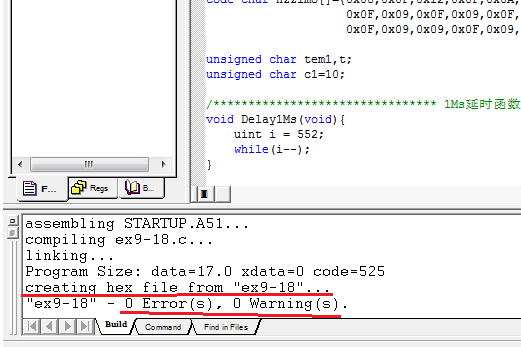 code char hzzimo[]={0x00,0x0F,0x12,0x0F,0x0A,
0x0F,0x09,0x0F,0x09,0x0F,
0x0F,0x09,0x09,0x0F,0x09,
unsigned char tem1,t;
unsigned char c1=10;
/******************************** 1Ms延时函数
void Delay1Ms(void){
uint i = 552;
while(i--);
}
F... Regs B...
assembling STARTUP.A51...
compiling ex9-18.c...
linking...
Program Size: data=17.0 xdata=0 code=525
creating hex file from "ex9-18"...
"ex9-18" - 0 Error(s), 0 Warning(s).
Build Command Find in Files